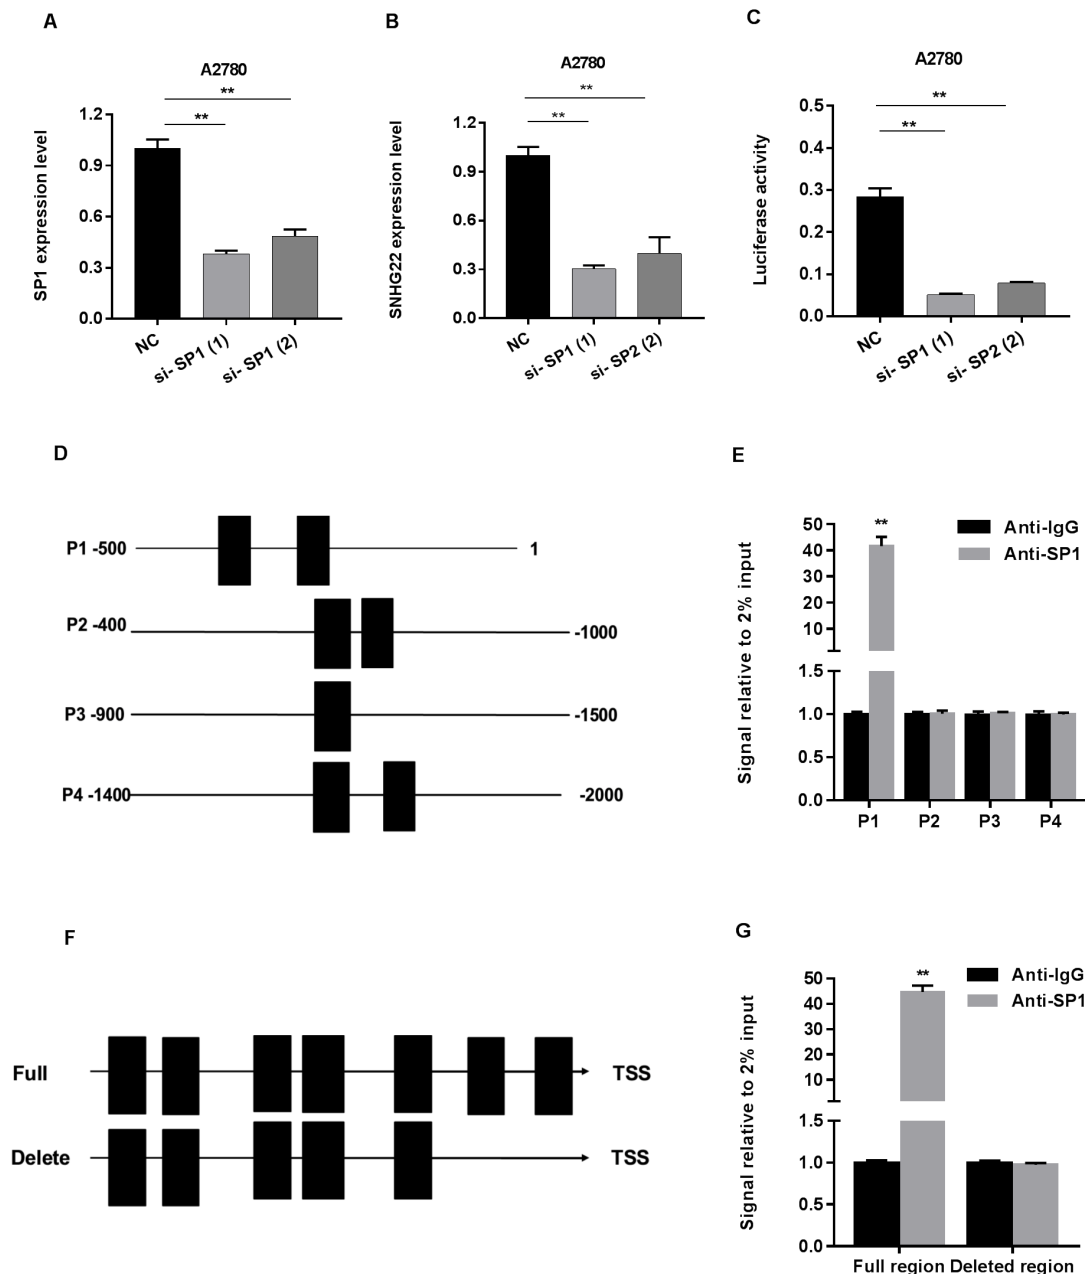 A
A2780
**
**
SP1 expression level
1.2
0.9
0.6
0.3
0.0
NC
si- SP1 (1)
si- SP1 (2)
B
A2780
**
**
SNHG22 expression level
1.2
0.9
0.6
0.3
0.0
NC
si- SP1 (1)
si- SP2 (2)
C
A2780
**
**
Luciferase activity
0.5
0.4
0.3
0.2
0.1
0.0
NC
si- SP1 (1)
si- SP2 (2)
D
P1 -500 1
P2 -400 -1000
P3 -900 -1500
P4 -1400 -2000
E
Signal relative to 2% input
50
40
30
20
10
1.5
1.0
0.5
0.0
**
Anti-IgG
Anti-SP1
P1 P2 P3 P4
F
Full TSS
Delete TSS
G
Signal relative to 2% input
50
40
30
20
10
1.5
1.0
0.5
0.0
**
Anti-IgG
Anti-SP1
Full region Deleted region